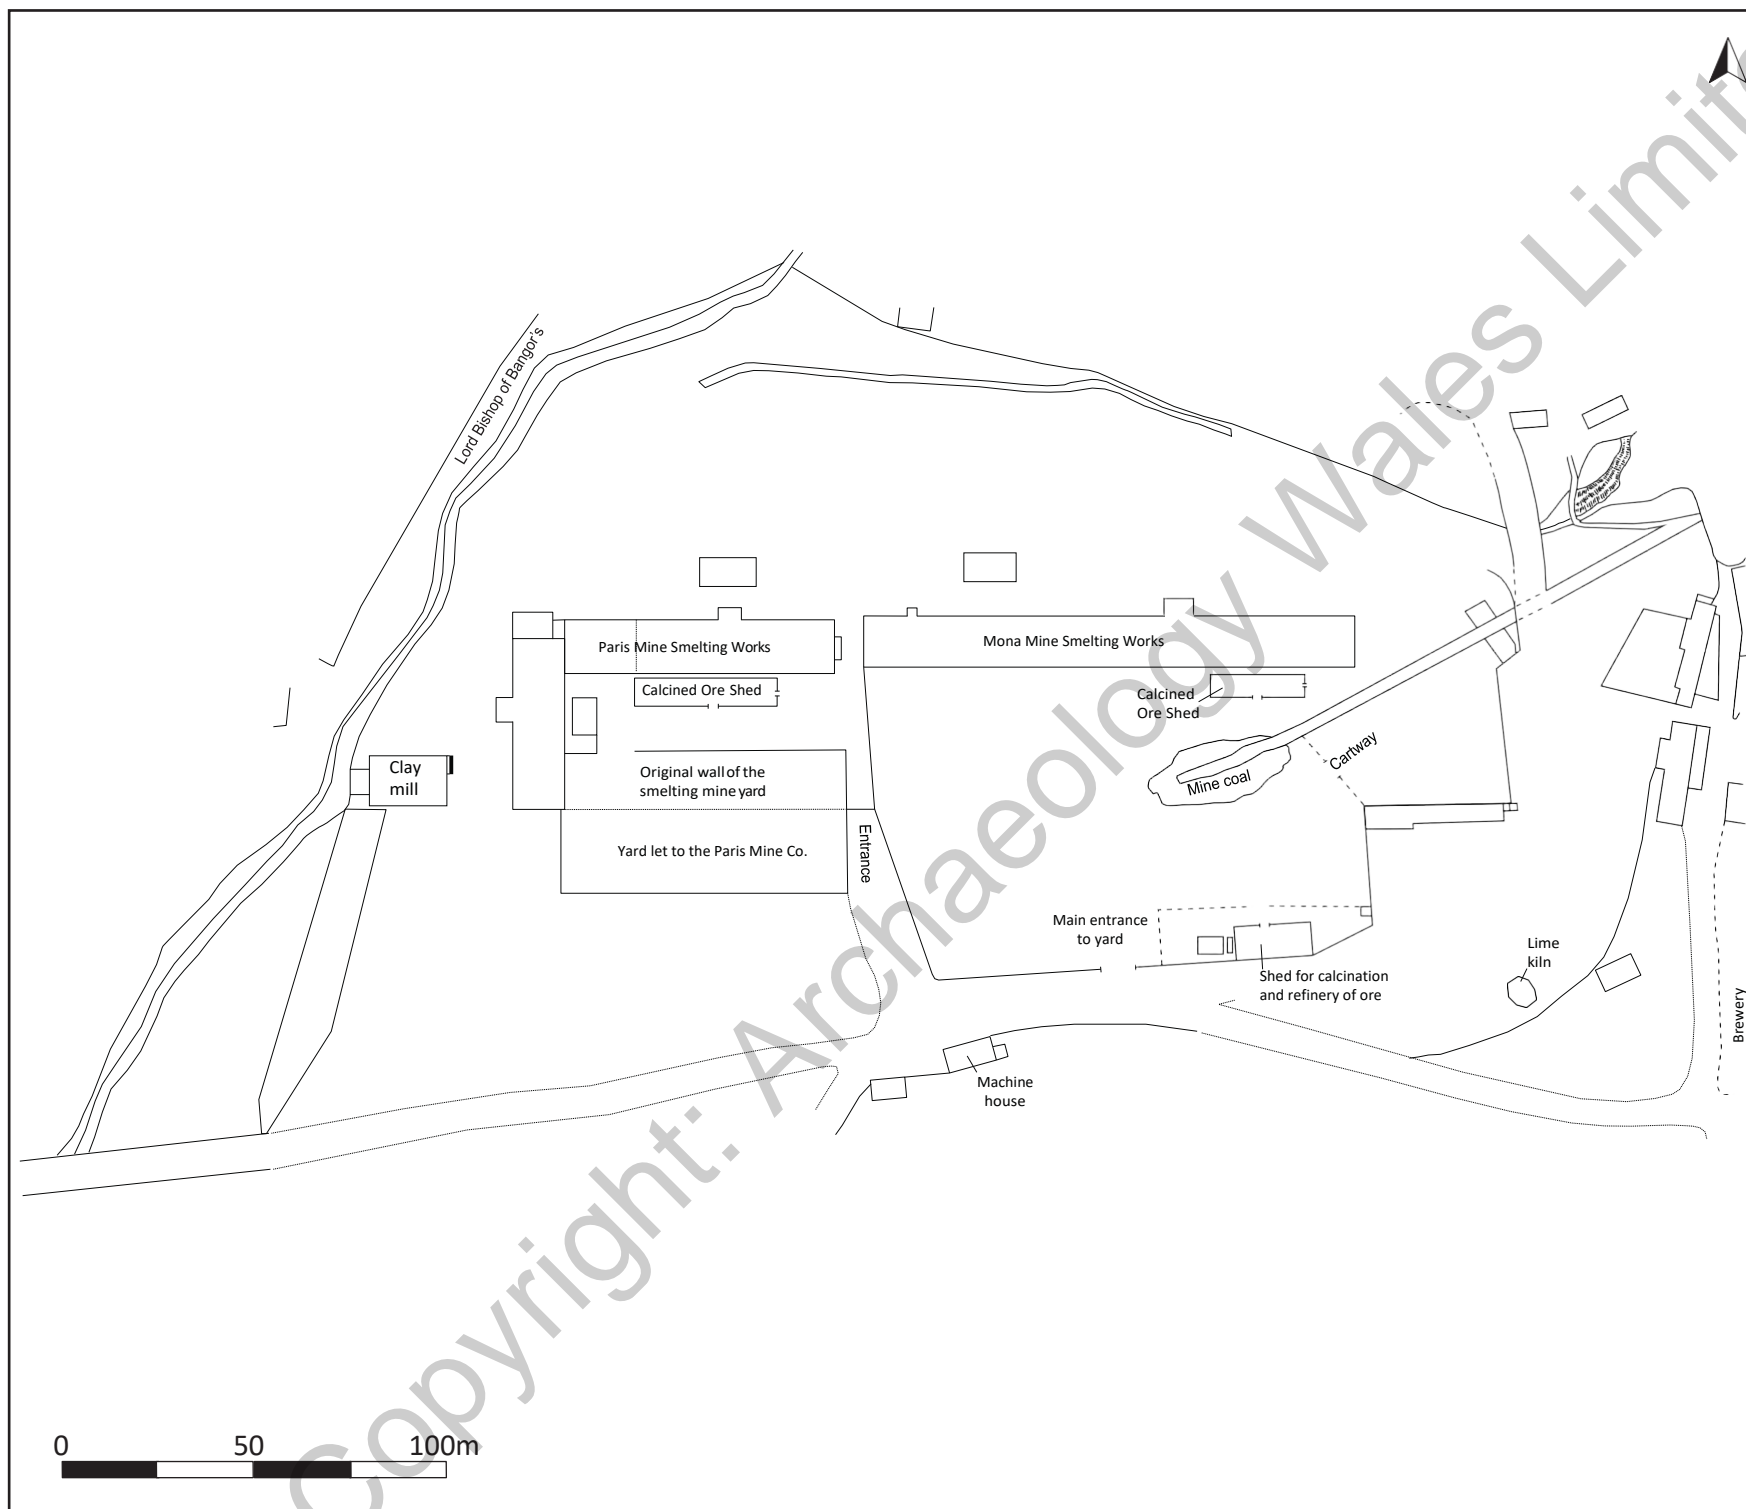 Lord Bishop of Bangor's
Paris Mine Smelting Works
Mona Mine Smelting Works
Calcined Ore Shed
Calcined
Ore Shed
Clay
mill
Original wall of the
smelting mine yard
Mine coal
Cartway
Yard let to the Paris Mine Co.
Entrance
Main entrance
to yard
Shed for calcination
and refinery of ore
Lime
kiln
Brewery
Machine
house
0 50 100m
Copyright: Archaeology Wales Limite